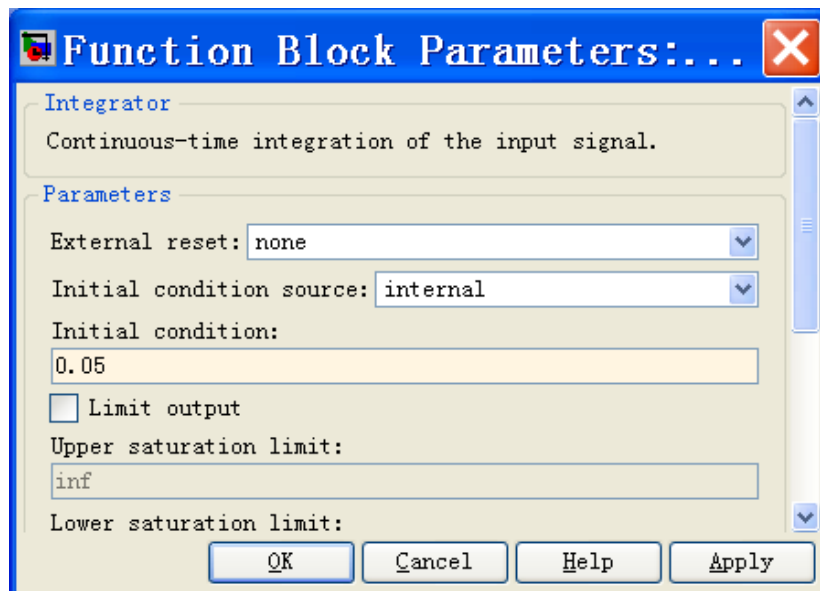 Function Block Parameters:...
Integrator
Continuous-time integration of the input signal.
Parameters
External reset: none
Initial condition source: internal
Initial condition:
0.05
Limit output
Upper saturation limit:
inf
Lower saturation limit:
OK Cancel Help Apply